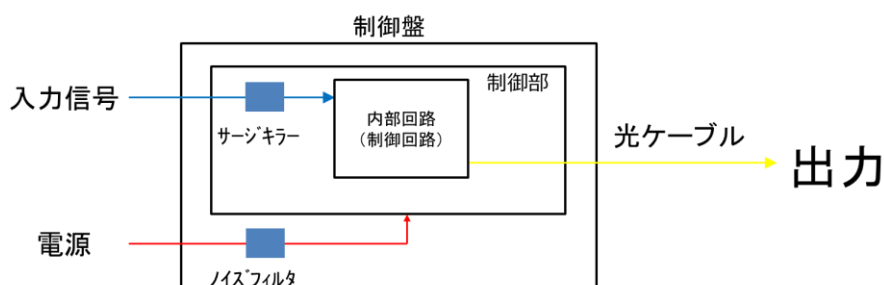 制御盤
制御部
入力信号
サージキラー
内部回路
(制御回路)
光ケーブル
出力
電源
ノイズフィルタ